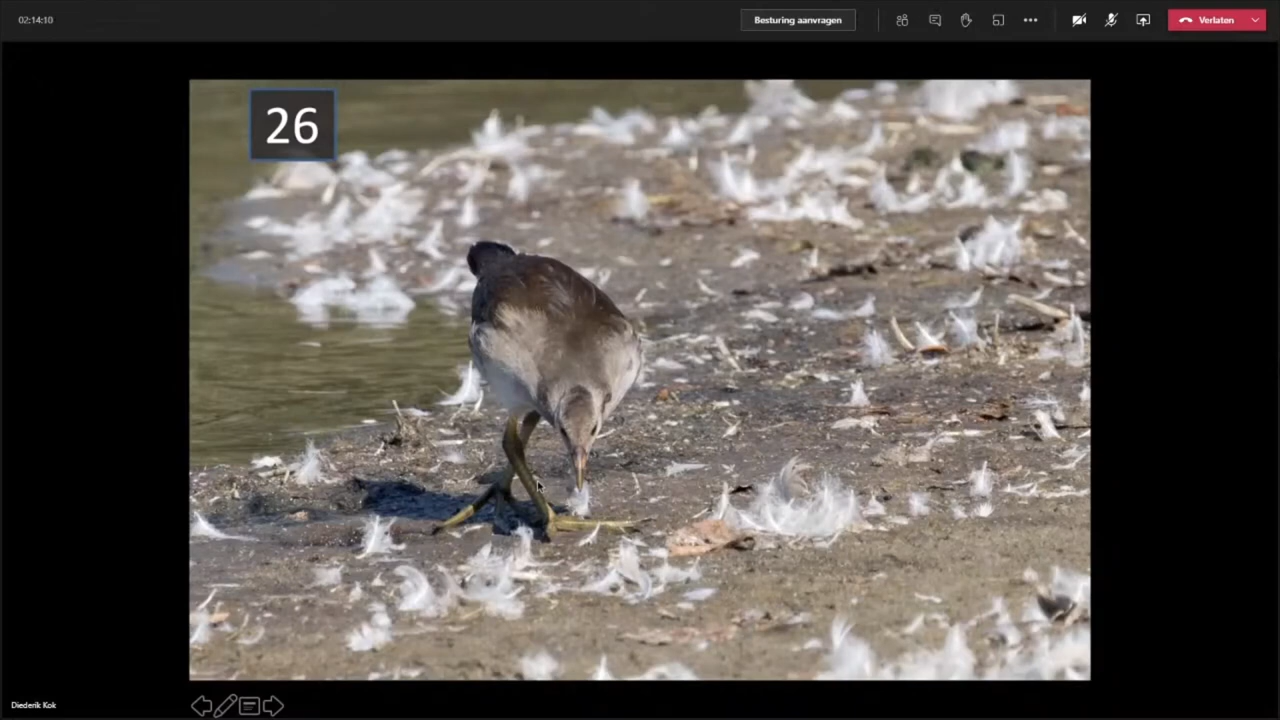 02:14:10
Besturing aanvragen
Verlaten
26
Diederik Kok